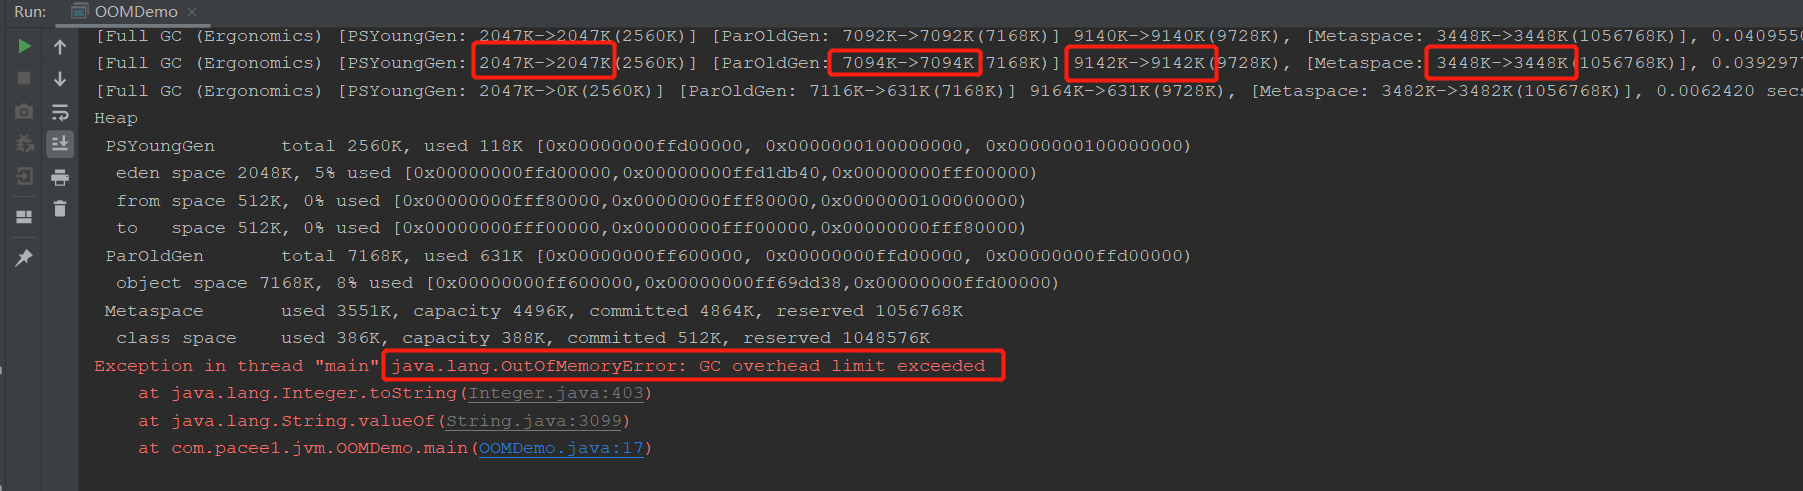 Run: OOMDemo ×
[Full GC (Ergonomics) [PSYoungGen: 2047K->2047K(2560K)] [ParOldGen: 7092K->7092K(7168K)] 9140K->9140K(9728K), [Metaspace: 3448K->3448K(1056768K)], 0.0409550
[Full GC (Ergonomics) [PSYoungGen: 2047K->2047K(2560K)] [ParOldGen: 7094K->7094K(7168K)] 9142K->9142K(9728K), [Metaspace: 3448K->3448K(1056768K)], 0.0392977
[Full GC (Ergonomics) [PSYoungGen: 2047K->0K(2560K)] [ParOldGen: 7116K->631K(7168K)] 9164K->631K(9728K), [Metaspace: 3482K->3482K(1056768K)], 0.0062420 secs
Heap
PSYoungGen total 2560K, used 118K [0x00000000ffd00000, 0x0000000100000000, 0x0000000100000000)
eden space 2048K, 5% used [0x00000000ffd00000,0x00000000ffd1db40,0x00000000fff00000)
from space 512K, 0% used [0x00000000fff80000,0x00000000fff80000,0x0000000100000000)
to space 512K, 0% used [0x00000000fff00000,0x00000000fff00000,0x00000000fff80000)
ParOldGen total 7168K, used 631K [0x00000000ff600000, 0x00000000ffd00000, 0x00000000ffd00000)
object space 7168K, 8% used [0x00000000ff600000,0x00000000ff69dd38,0x00000000ffd00000)
Metaspace used 3551K, capacity 4496K, committed 4864K, reserved 1056768K
class space used 386K, capacity 388K, committed 512K, reserved 1048576K
Exception in thread "main" java.lang.OutOfMemoryError: GC overhead limit exceeded
at java.lang.Integer.toString(Integer.java:403)
at java.lang.String.valueOf(String.java:3099)
at com.pacee1.jvm.OOMDemo.main(OOMDemo.java:17)